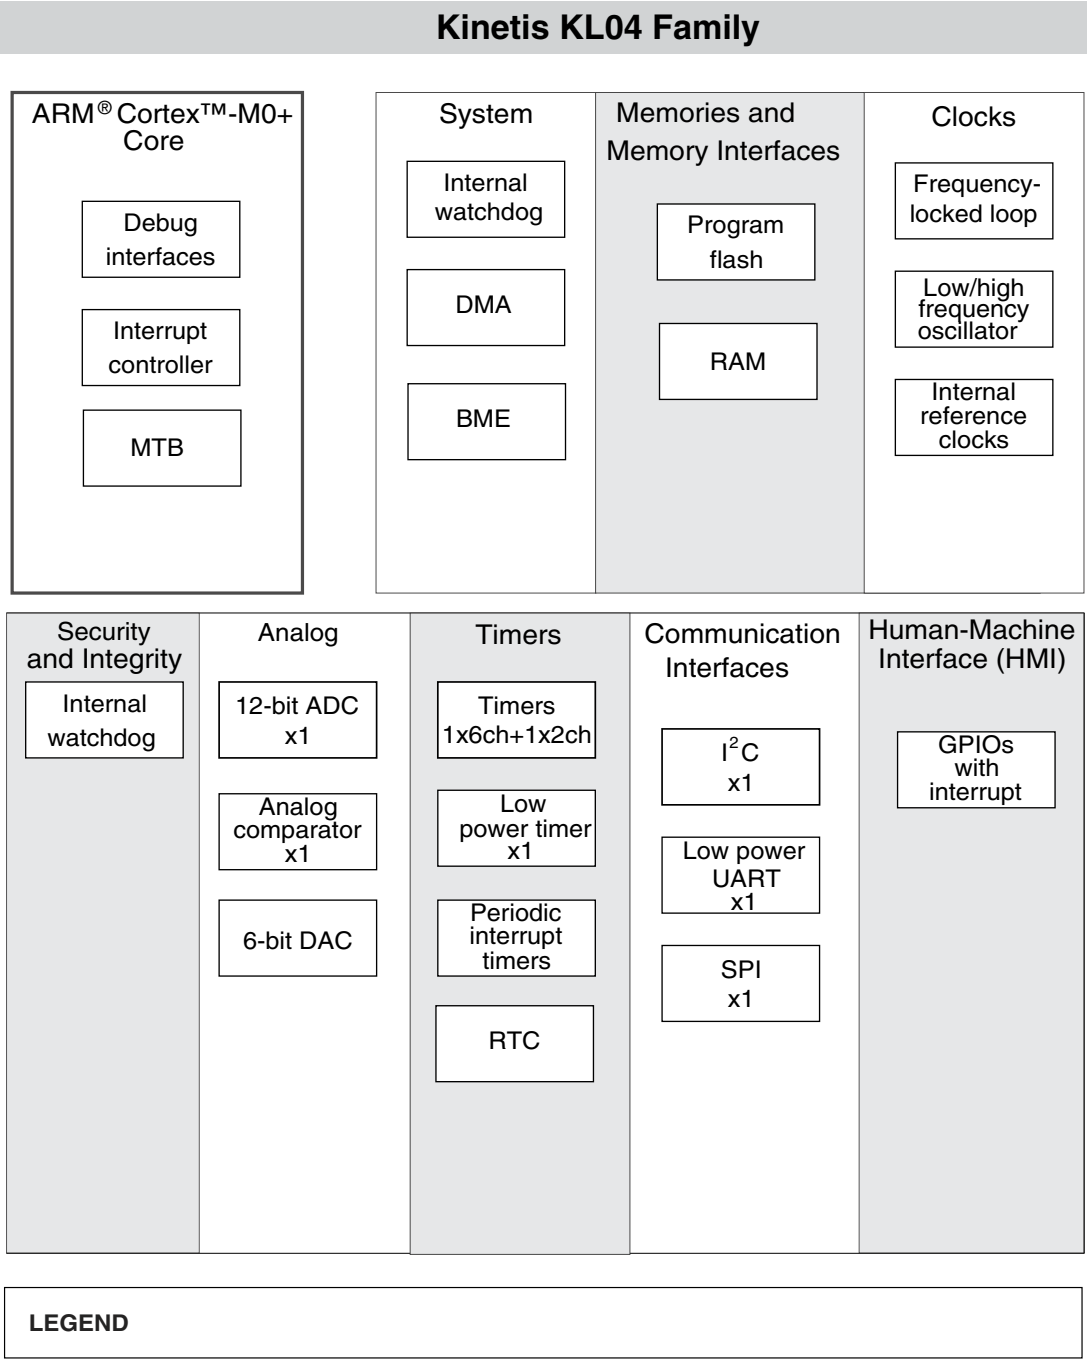 Kinetis KL04 Family
ARM® Cortex™-M0+
Core
Debug
interfaces
Interrupt
controller
MTB
System
Internal
watchdog
DMA
BME
Memories and
Memory Interfaces
Program
flash
RAM
Clocks
Frequency-
locked loop
Low/high
frequency
oscillator
Internal
reference
clocks
Security
and Integrity
Internal
watchdog
Analog
12-bit ADC
x1
Analog
comparator
x1
6-bit DAC
Timers
Timers
1x6ch+1x2ch
Low
power timer
x1
Periodic
interrupt
timers
RTC
Communication
Interfaces
I²C
x1
Low power
UART
x1
SPI
x1
Human-Machine
Interface (HMI)
GPIOs
with
interrupt
LEGEND